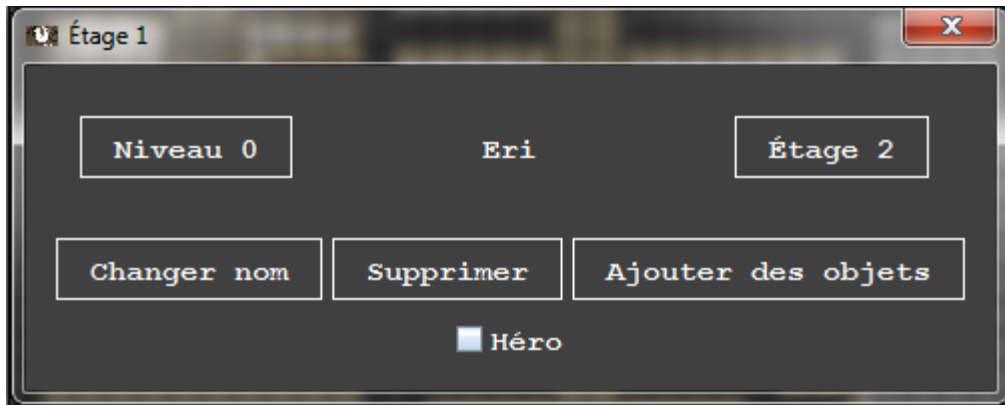 Étage 1
Niveau 0 Eri Étage 2
Changer nom Supprimer Ajouter des objets
Héro